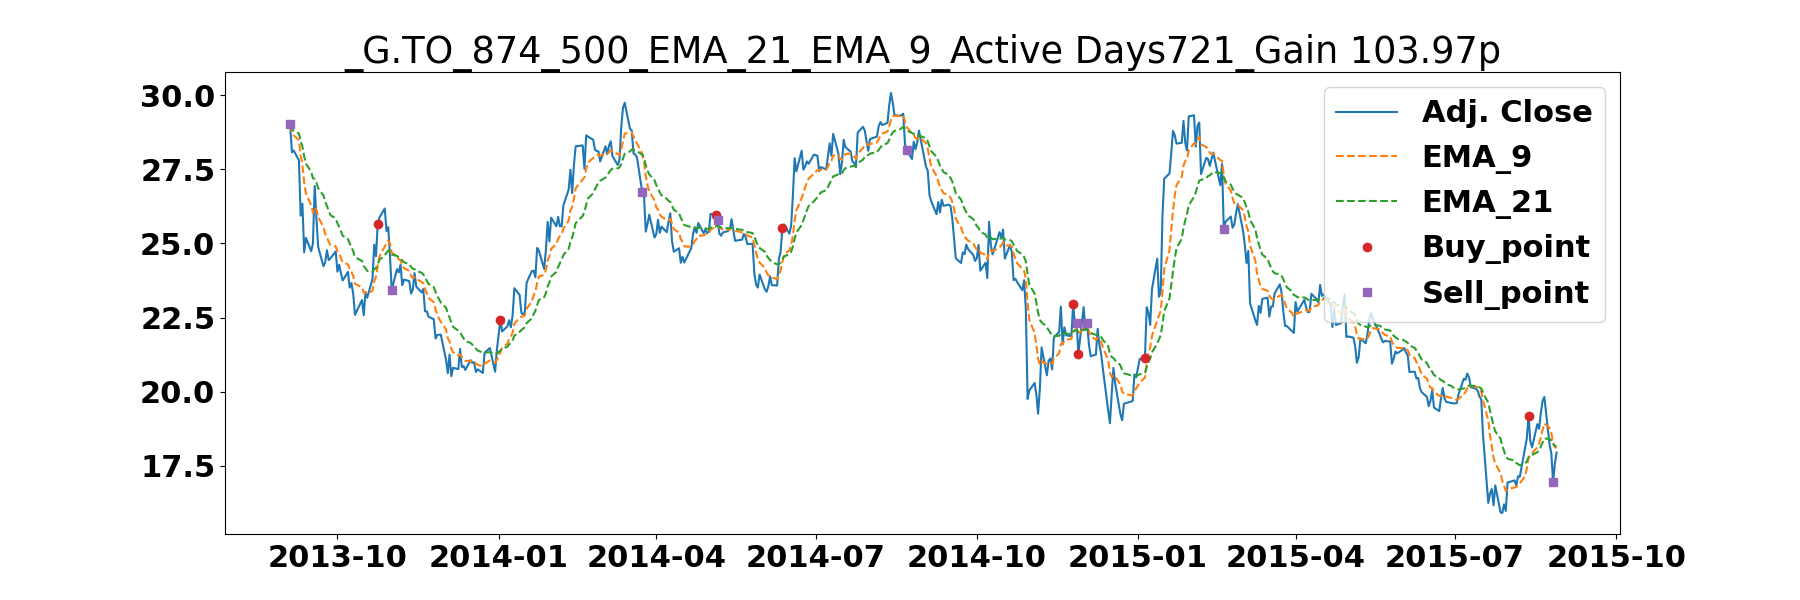 _G.TO_874_500_EMA_21_EMA_9_Active Days721_Gain 103.97p
30.0
27.5
25.0
22.5
20.0
17.5
Adj. Close
EMA_9
EMA_21
Buy_point
Sell_point
2013-10 2014-01 2014-04 2014-07 2014-10 2015-01 2015-04 2015-07 2015-10